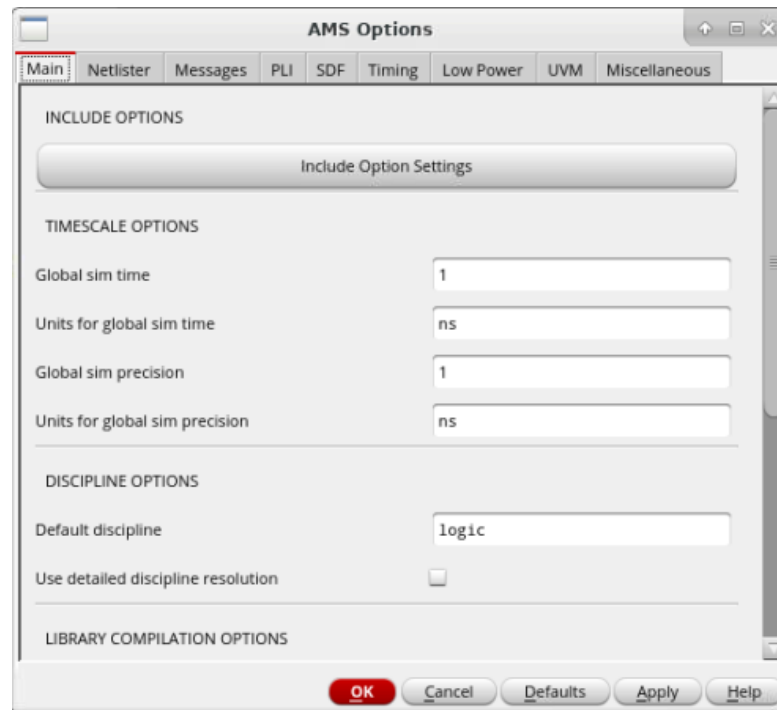 AMS Options
Main Netlister Messages PLI SDF Timing Low Power UVM Miscellaneous
INCLUDE OPTIONS
Include Option Settings
TIMESCALE OPTIONS
Global sim time 1
Units for global sim time ns
Global sim precision 1
Units for global sim precision ns
DISCIPLINE OPTIONS
Default discipline logic
Use detailed discipline resolution
LIBRARY COMPILATION OPTIONS
OK Cancel Defaults Apply Help